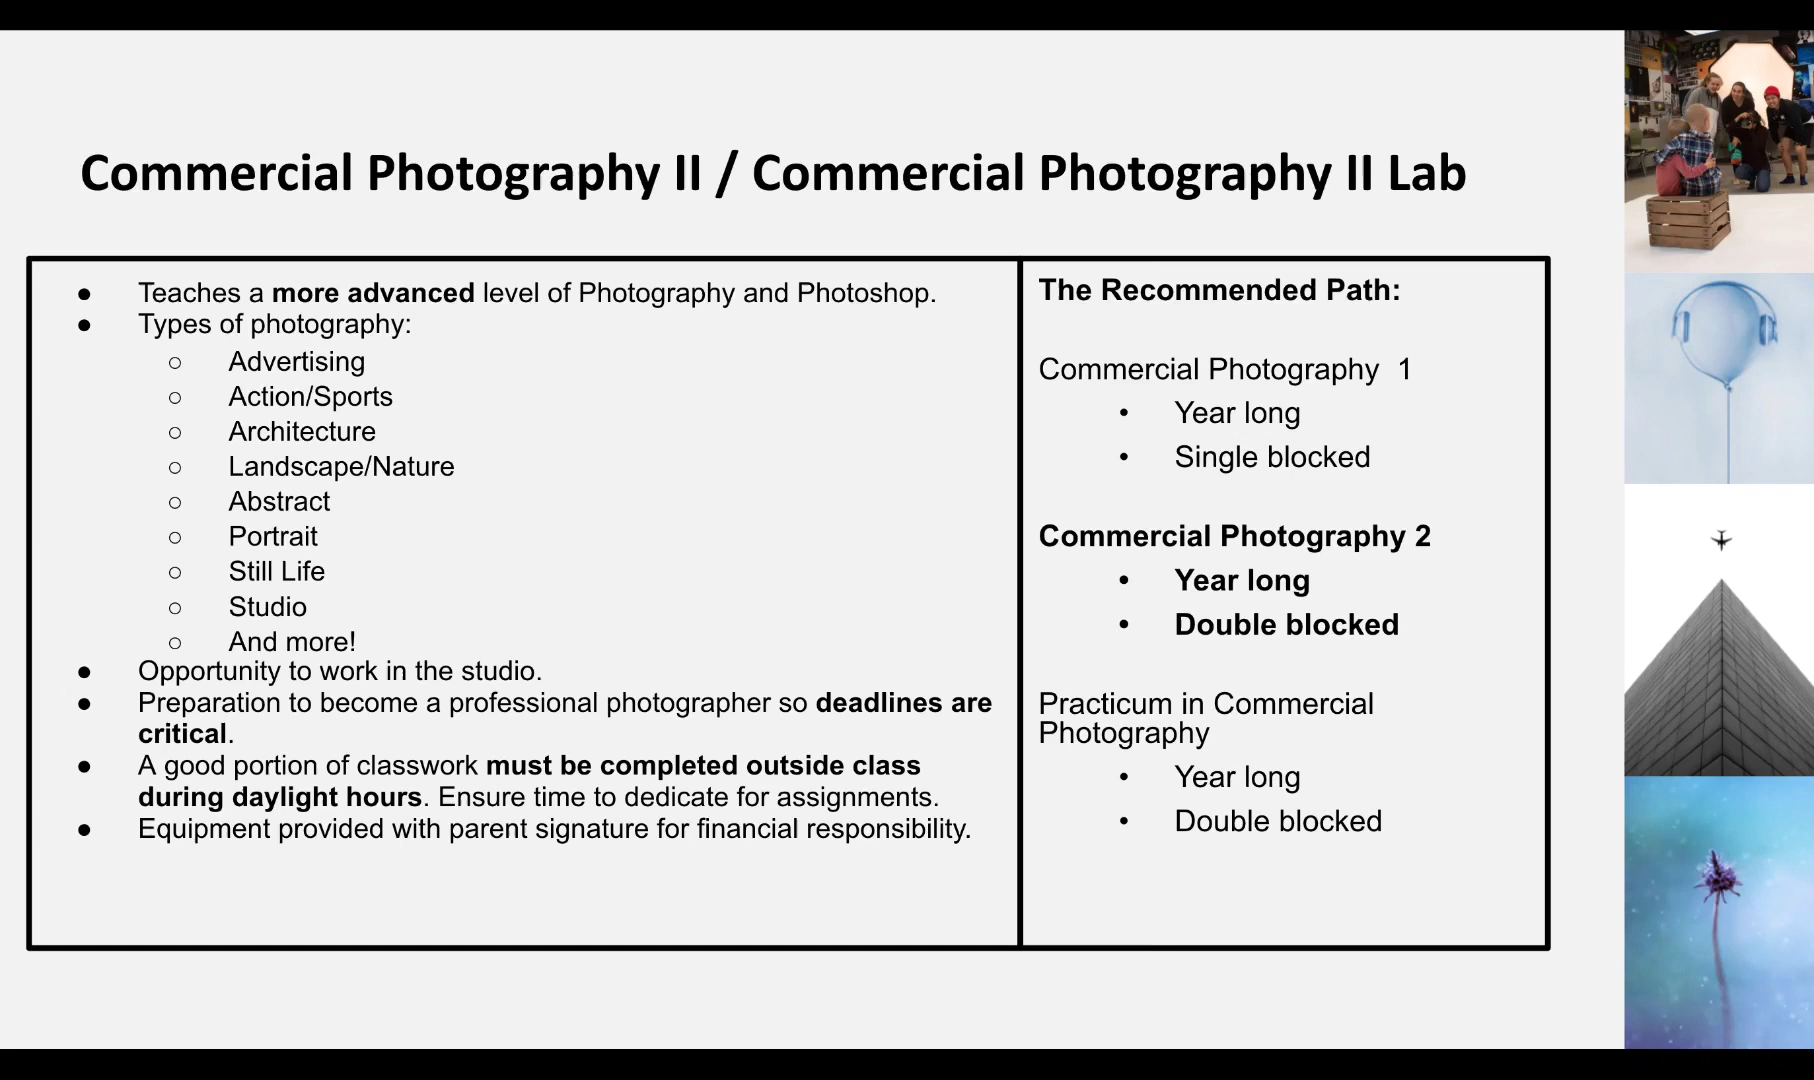 Commercial Photography II / Commercial Photography II Lab
● Teaches a more advanced level of Photography and Photoshop.
● Types of photography:
○ Advertising
○ Action/Sports
○ Architecture
○ Landscape/Nature
○ Abstract
○ Portrait
○ Still Life
○ Studio
○ And more!
● Opportunity to work in the studio.
● Preparation to become a professional photographer so deadlines are
critical.
● A good portion of classwork must be completed outside class
during daylight hours. Ensure time to dedicate for assignments.
● Equipment provided with parent signature for financial responsibility.
The Recommended Path:
Commercial Photography 1
• Year long
• Single blocked
Commercial Photography 2
• Year long
• Double blocked
Practicum in Commercial
Photography
• Year long
• Double blocked